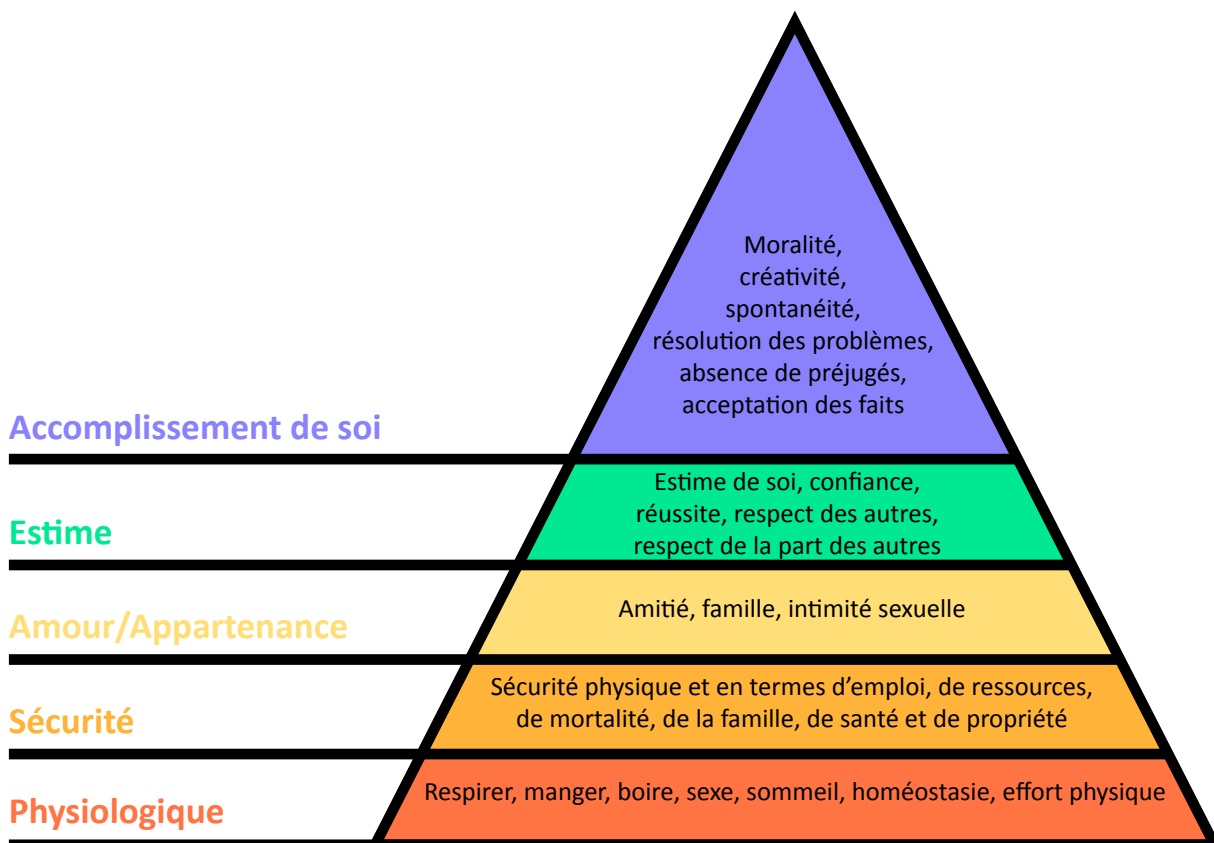 Moralité,
créativité,
spontanéité,
résolution des problèmes,
absence de préjugés,
acceptation des faits
Accomplissement de soi
Estime de soi, confiance,
réussite, respect des autres,
respect de la part des autres
Estime
Amitié, famille, intimité sexuelle
Amour/Appartenance
Sécurité physique et en termes d’emploi, de ressources,
de mortalité, de la famille, de santé et de propriété
Sécurité
Respirer, manger, boire, sexe, sommeil, homéostasie, effort physique
Physiologique